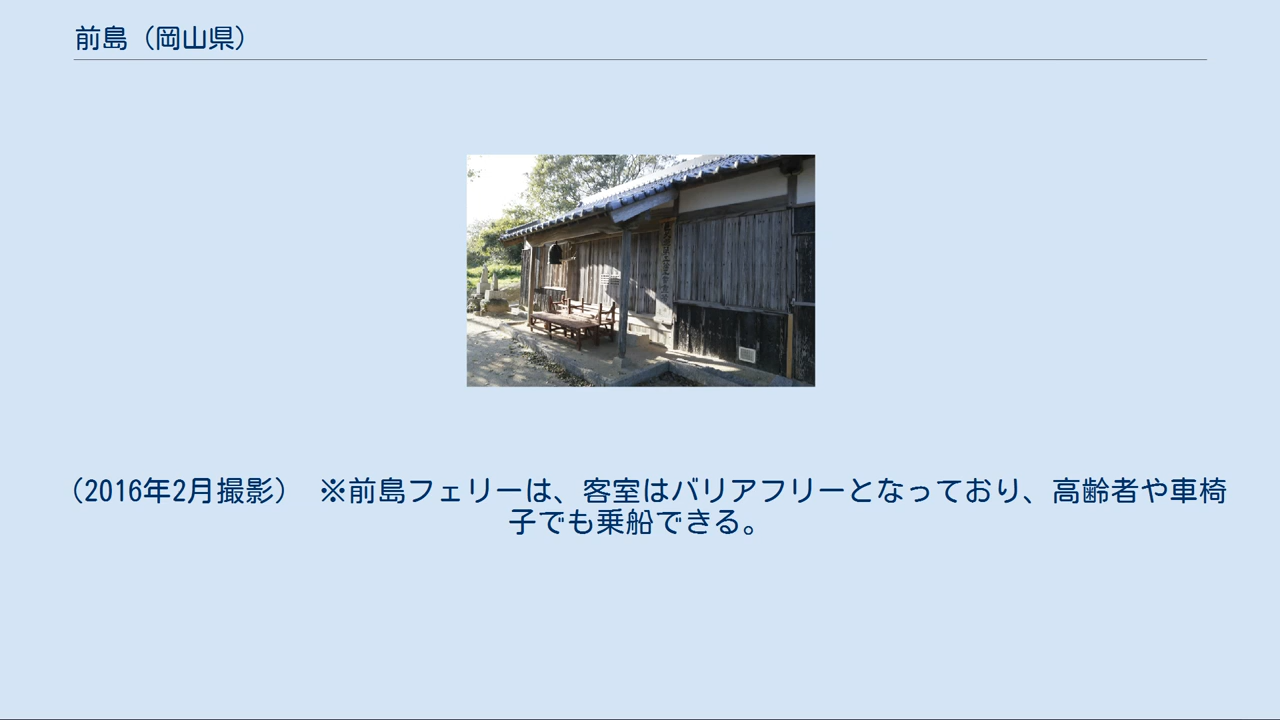 前島（岡山県）
（2016年2月撮影）　※前島フェリーは、客室はバリアフリーとなっており、高齢者や車椅
子でも乗船できる。